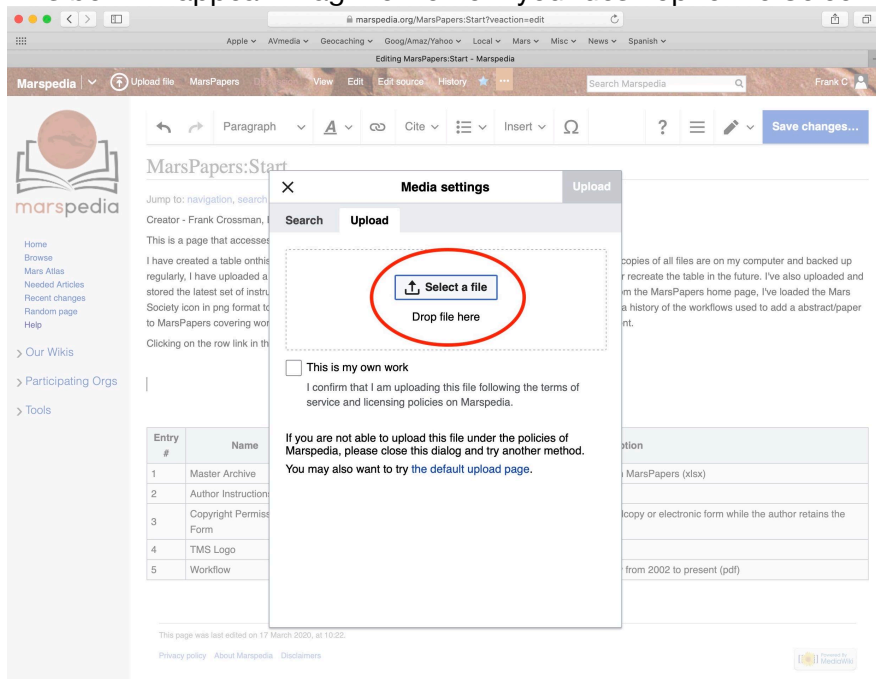 marspedia.org/MarsPapers:Start?veaction=edit
Apple AVmedia Geocaching Goog/Amaz/Yahoo Local Mars Misc News Spanish
Editing MarsPapers:Start - Marspedia
Marspedia Upload file MarsPapers View Edit Edit source History Search Marspedia Frank C
Paragraph A Cite Insert Ω ? Save changes...
marspedia
MarsPapers:Start
Jump to: navigation, search
Creator - Frank Crossman,
This is a page that accesses
I have created a table onthis copies of all files are on my computer and backed up
regularly, I have uploaded a recreate the table in the future. I've also uploaded and
stored the latest set of instru the MarsPapers home page, I've loaded the Mars
Society icon in png format to a history of the workflows used to add a abstract/paper
to MarsPapers covering wor
Clicking on the row link in th
Home
Browse
Mars Atlas
Needed Articles
Recent changes
Random page
Help
> Our Wikis
> Participating Orgs
> Tools
Media settings
Upload
Search Upload
Select a file
Drop file here
This is my own work
I confirm that I am uploading this file following the terms of
service and licensing policies on Marspedia.
If you are not able to upload this file under the policies of
Marspedia, please close this dialog and try another method.
You may also want to try the default upload page.
Entry # Name
1 Master Archive MarsPapers (xlsx)
2 Author Instruction
3 Copyright Permiss or electronic form while the author retains the
Form
4 TMS Logo
5 Workflow from 2002 to present (pdf)
This page was last edited on 17 March 2020, at 10:22.
Privacy policy About Marspedia Disclaimers
Powered By
MediaWiki